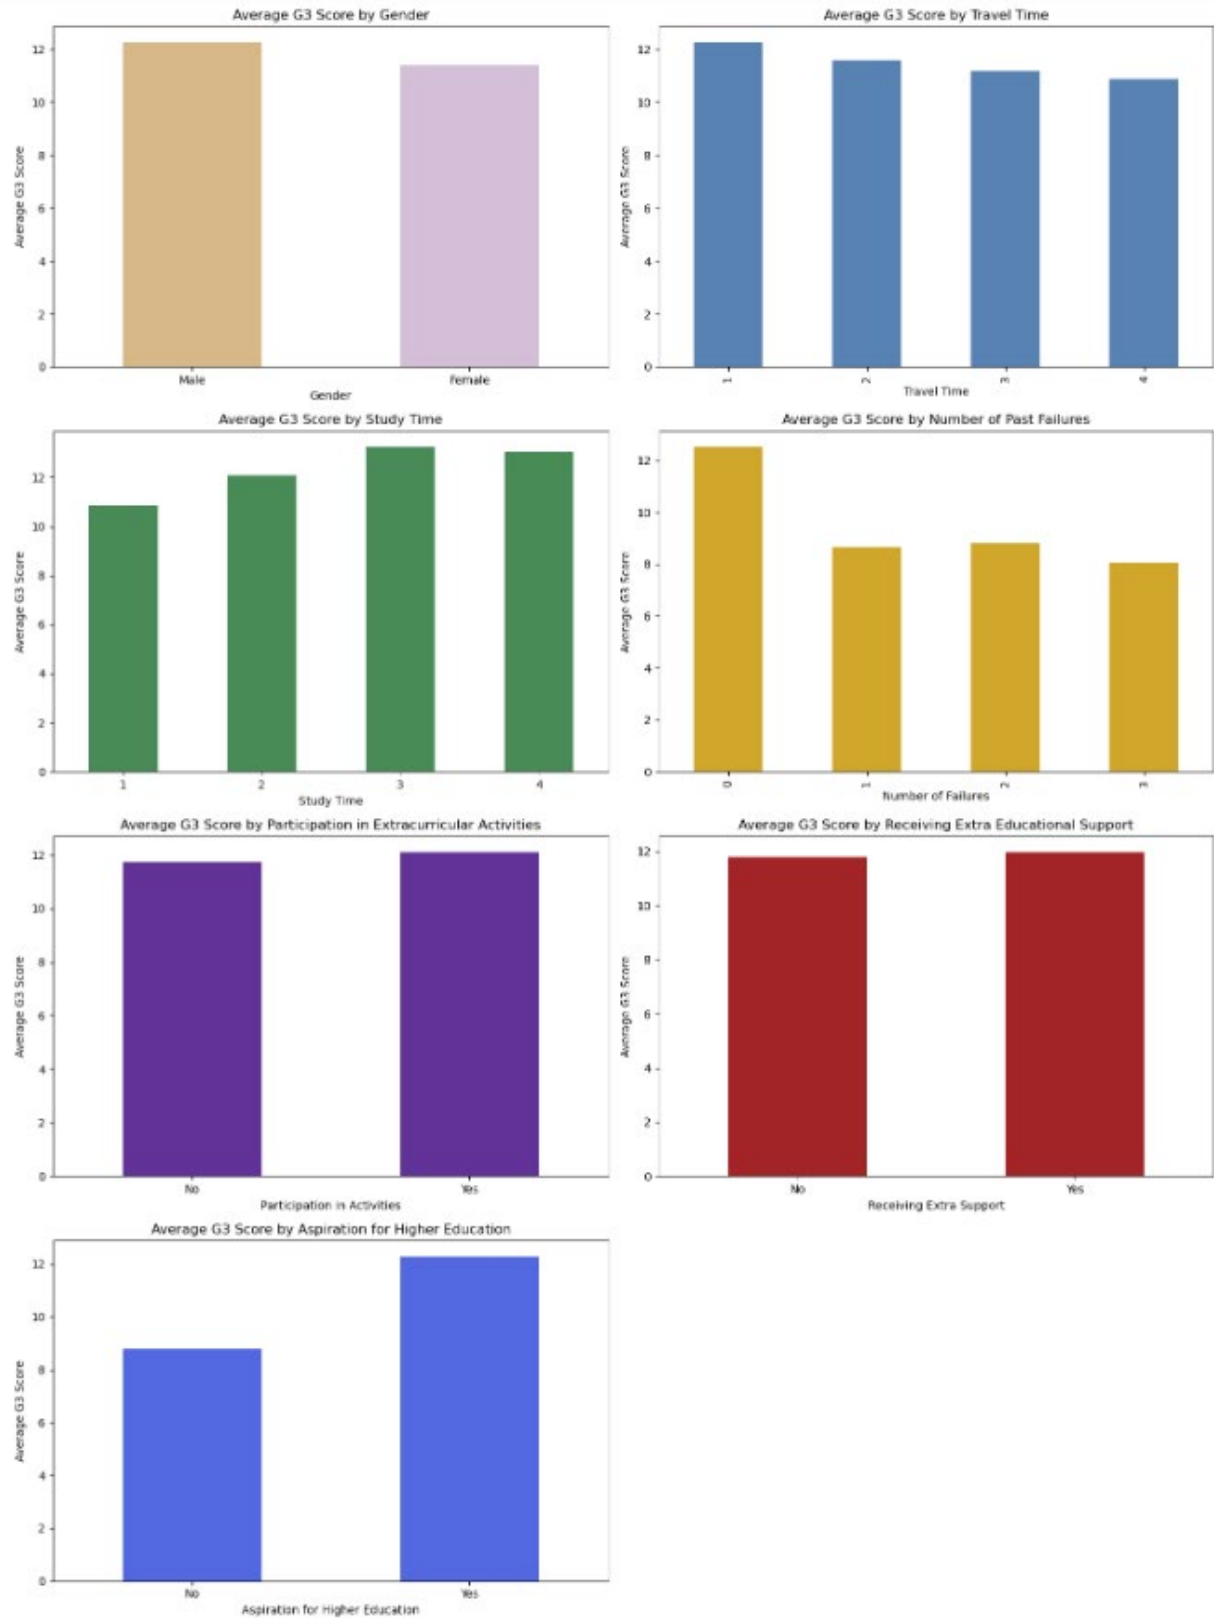 Average G3 Score by Gender
Average G3 Score
12
10
8
6
4
2
0
Male
Female
Gender
Average G3 Score by Travel Time
Average G3 Score
12
10
8
6
4
2
0
1
2
3
4
Travel Time
Average G3 Score by Study Time
Average G3 Score
12
10
8
6
4
2
0
1
2
3
4
Study Time
Average G3 Score by Number of Past Failures
Average G3 Score
12
10
8
6
4
2
0
0
1
2
3
Number of Failures
Average G3 Score by Participation in Extracurricular Activities
Average G3 Score
12
10
8
6
4
2
0
No
Yes
Participation in Activities
Average G3 Score by Receiving Extra Educational Support
Average G3 Score
12
10
8
6
4
2
0
No
Yes
Receiving Extra Support
Average G3 Score by Aspiration for Higher Education
Average G3 Score
12
10
8
6
4
2
0
No
Yes
Aspiration for Higher Education